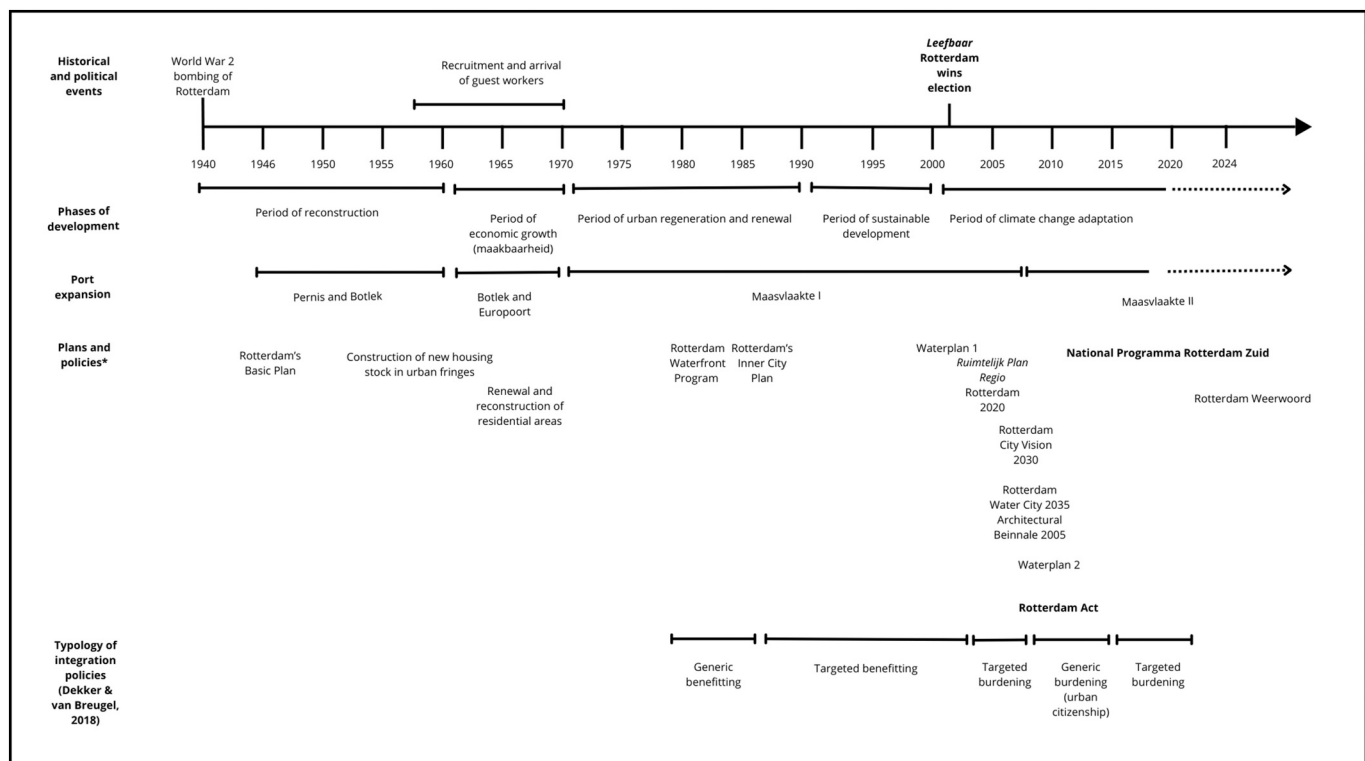 Historical
and political
events
World War 2
bombing of
Rotterdam
Recruitment and arrival
of guest workers
Leefbaar
Rotterdam
wins
election
1940
1946
1950
1955
1960
1965
1970
1975
1980
1985
1990
1995
2000
2005
2010
2015
2020
2024
Phases of
development
Period of reconstruction
Period of
economic growth
(maakbaarheid)
Period of urban regeneration and renewal
Period of sustainable
development
Period of climate change adaptation
Port
expansion
Pernis and Botlek
Botlek and
Europoort
Maasvlaakte I
Maasvlaakte II
Plans and
policies*
Rotterdam's
Basic Plan
Construction of new housing
stock in urban fringes
Renewal and
reconstruction of
residential areas
Rotterdam
Waterfront
Program
Rotterdam's
Inner City
Plan
Waterplan 1
Ruimtelijk Plan
Regio
Rotterdam
2020
National Programma Rotterdam Zuid
Rotterdam Weerwoord
Rotterdam
City Vision
2030
Rotterdam
Water City 2035
Architectural
Beinnale 2005
Waterplan 2
Rotterdam Act
Typology of
integration
policies
(Dekker &
van Breugel,
2018)
Generic
benefitting
Targeted benefitting
Targeted
burdening
Generic
burdening
(urban
citizenship)
Targeted
burdening